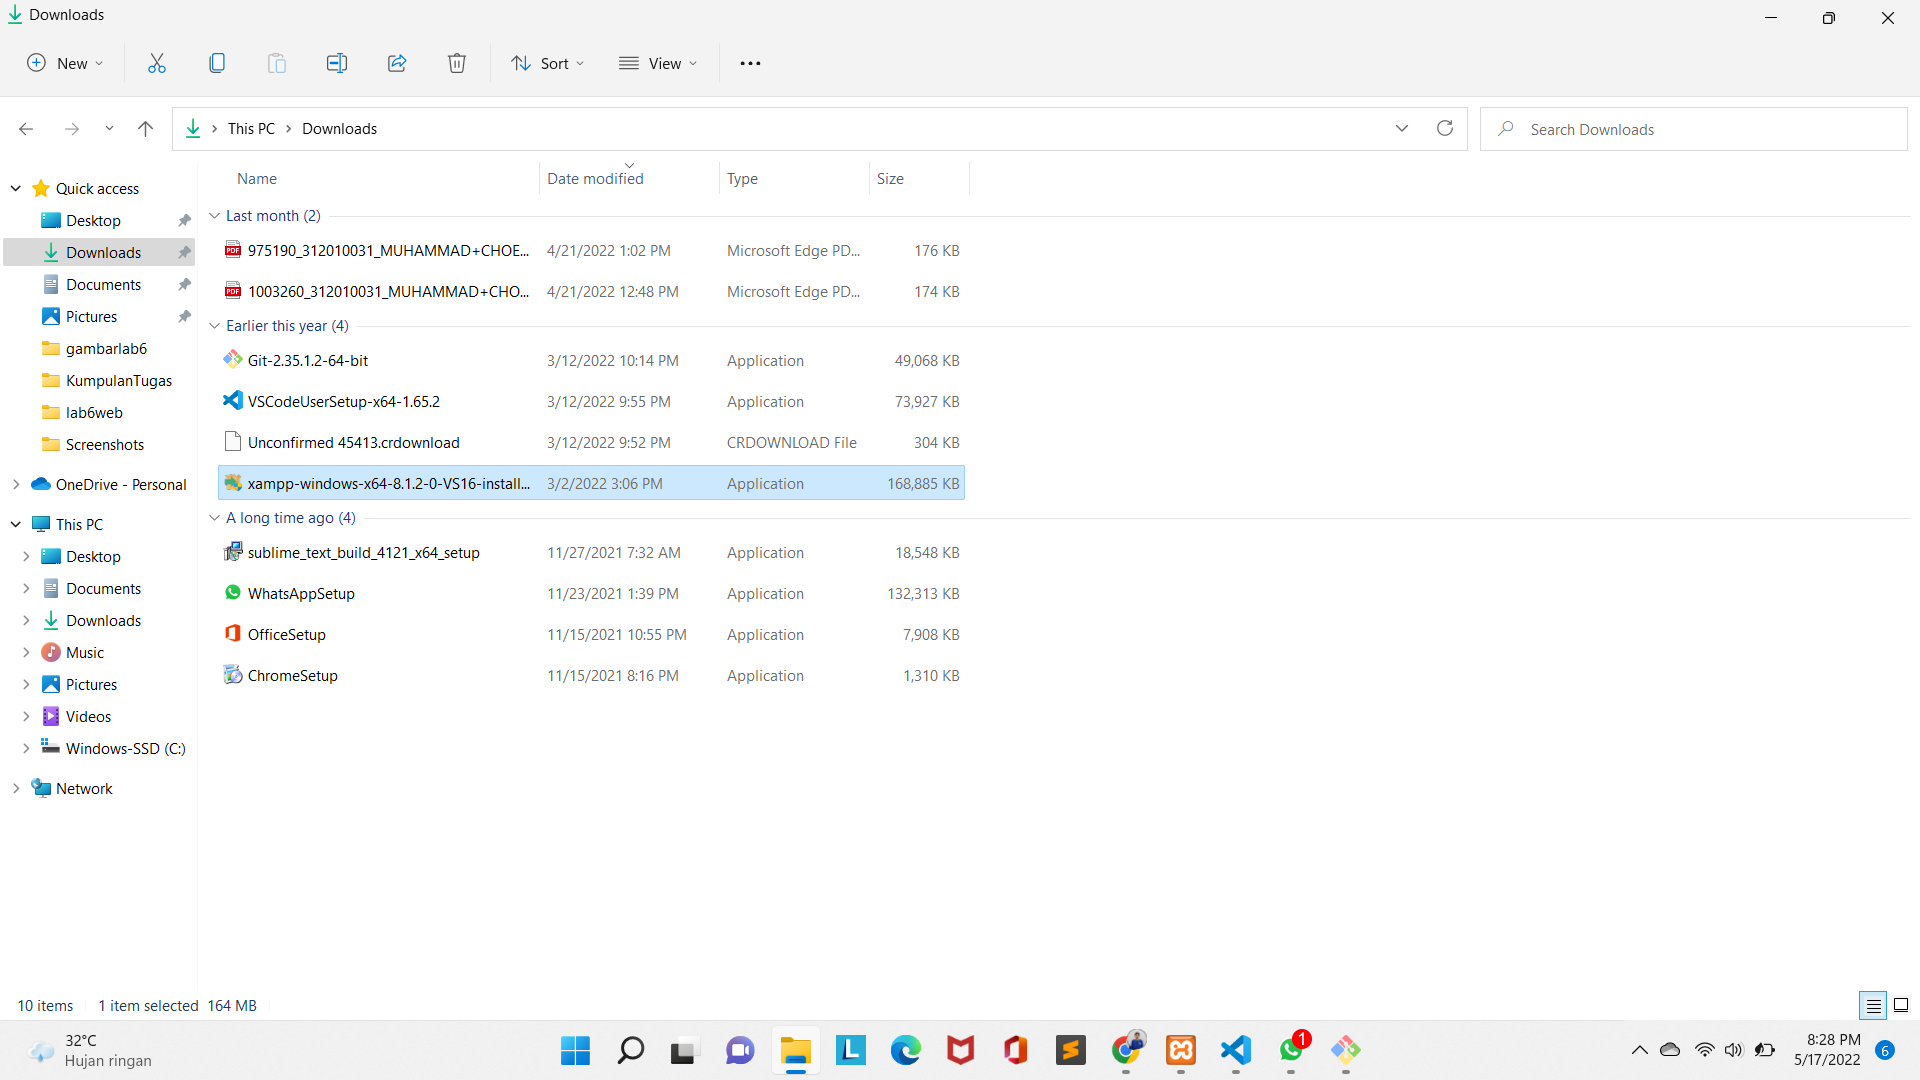 Downloads
New
Sort
View
This PC
Downloads
Search Downloads
Name
Date modified
Type
Size
Quick access
Desktop
Downloads
Documents
Pictures
gambarlab6
KumpulanTugas
lab6web
Screenshots
OneDrive - Personal
This PC
Desktop
Documents
Downloads
Music
Pictures
Videos
Windows-SSD (C:)
Network
Last month (2)
975190_312010031_MUHAMMAD+CHOE... 4/21/2022 1:02 PM Microsoft Edge PD... 176 KB
1003260_312010031_MUHAMMAD+CHO... 4/21/2022 12:48 PM Microsoft Edge PD... 174 KB
Earlier this year (4)
Git-2.35.1.2-64-bit 3/12/2022 10:14 PM Application 49,068 KB
VSCodeUserSetup-x64-1.65.2 3/12/2022 9:55 PM Application 73,927 KB
Unconfirmed 45413.crdownload 3/12/2022 9:52 PM CRDOWNLOAD File 304 KB
xampp-windows-x64-8.1.2-0-VS16-install... 3/2/2022 3:06 PM Application 168,885 KB
A long time ago (4)
sublime_text_build_4121_x64_setup 11/27/2021 7:32 AM Application 18,548 KB
WhatsAppSetup 11/23/2021 1:39 PM Application 132,313 KB
OfficeSetup 11/15/2021 10:55 PM Application 7,908 KB
ChromeSetup 11/15/2021 8:16 PM Application 1,310 KB
10 items 1 item selected 164 MB
32°C
Hujan ringan
L
1
8:28 PM
5/17/2022
6